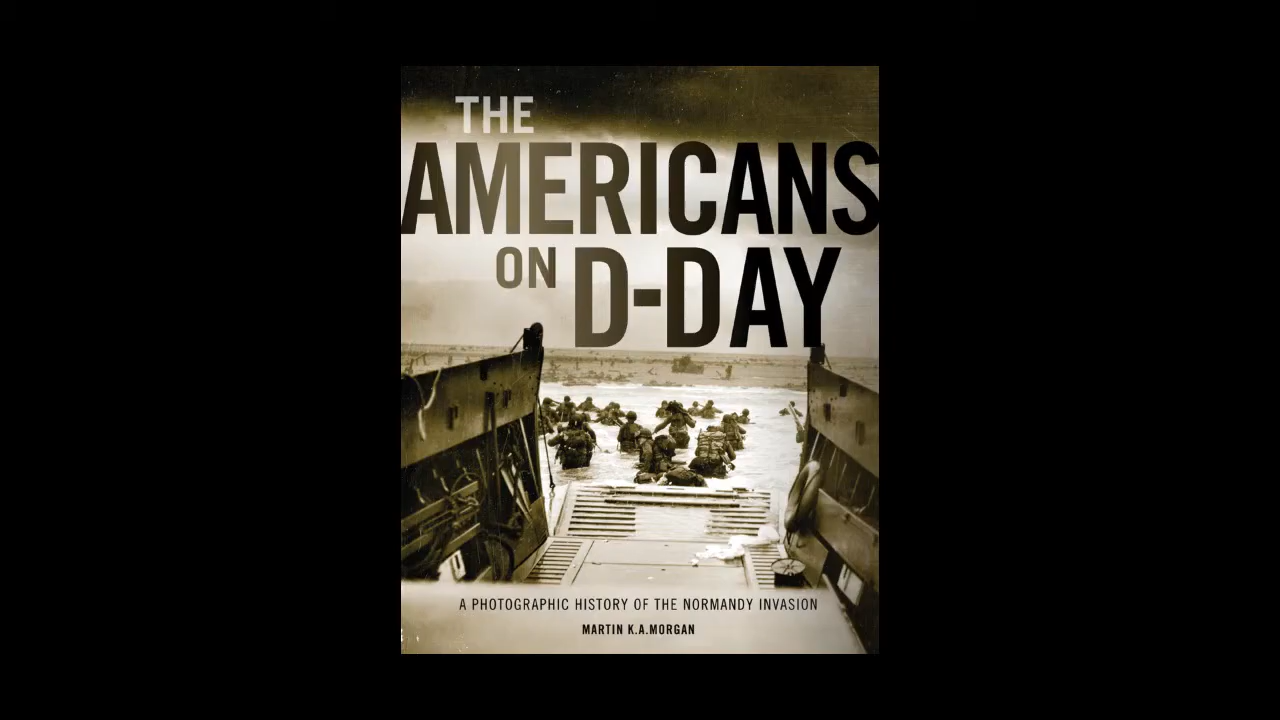 THE
AMERICANS
ON D-DAY
A PHOTOGRAPHIC HISTORY OF THE NORMANDY INVASION
MARTIN K.A.MORGAN